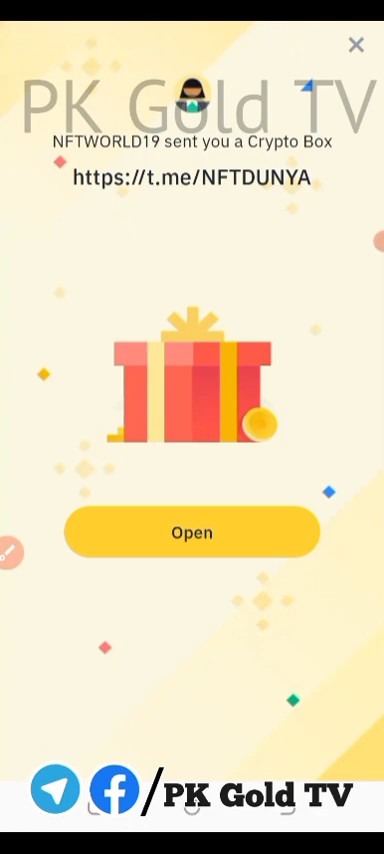 PK Gold TV
NFTWORLD19 sent you a Crypto Box
https://t.me/NFTDUNYA
Open
/PK Gold TV